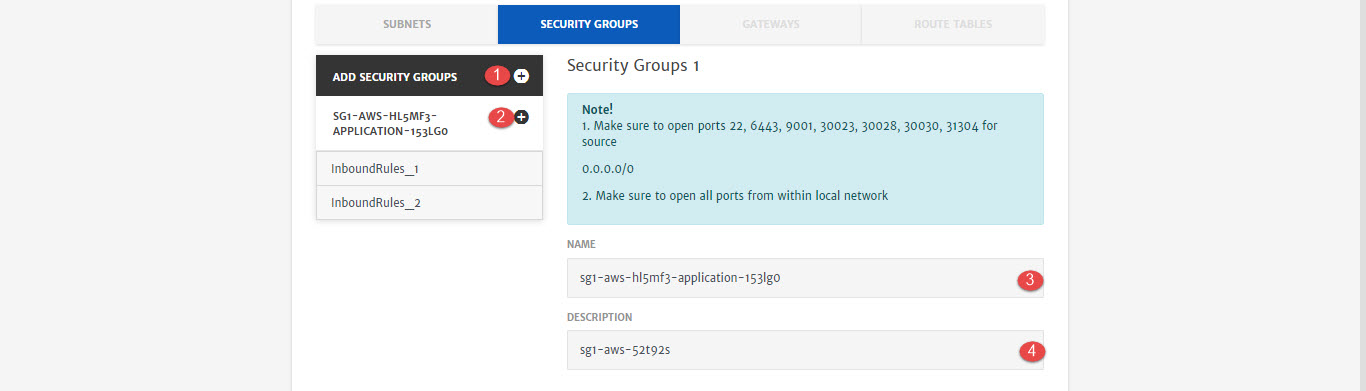 SUBNETS
SECURITY GROUPS
GATEWAYS
ROUTE TABLES
ADD SECURITY GROUPS 1
SG1-AWS-HL5MF3-
APPLICATION-153LG0
2
InboundRules_1
InboundRules_2
Security Groups 1
Note!
1. Make sure to open ports 22, 6443, 9001, 30023, 30028, 30030, 31304 for
source
0.0.0.0/0
2. Make sure to open all ports from within local network
NAME
sg1-aws-hl5mf3-application-153lg0 3
DESCRIPTION
sg1-aws-52t92s 4